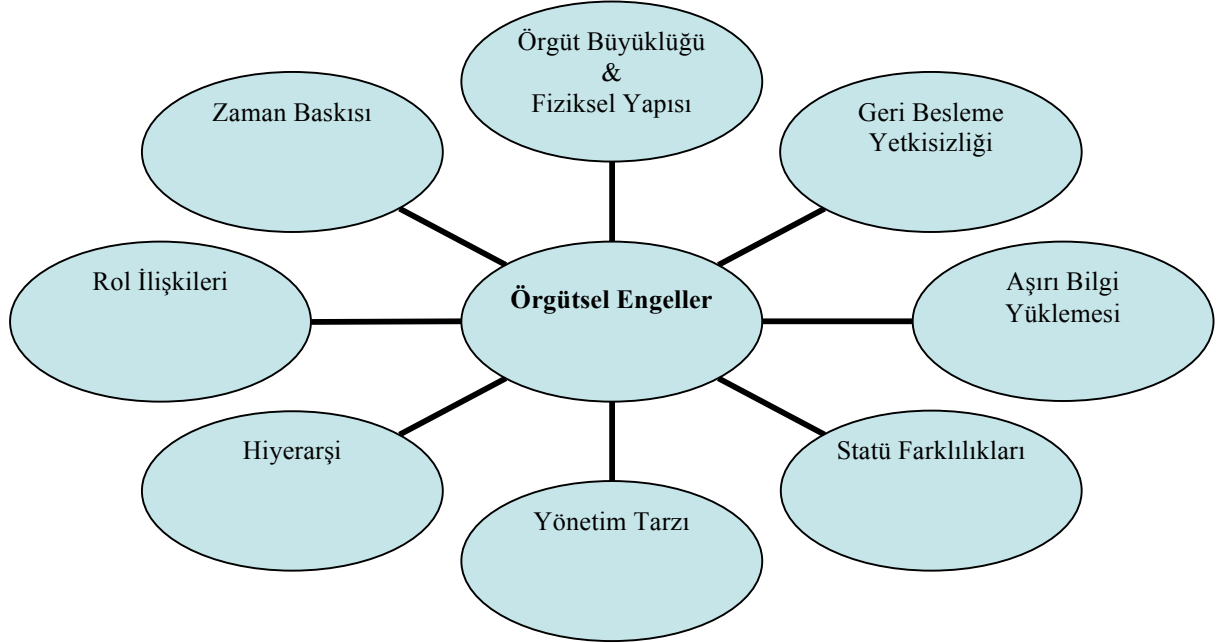 Örgüt Büyüklüğü
&
Fiziksel Yapısı
Zaman Baskısı
Geri Besleme
Yetkisizliği
Rol İlişkileri
Örgütsel Engeller
Aşırı Bilgi
Yüklemesi
Hiyerarşi
Statü Farklılıkları
Yönetim Tarzı